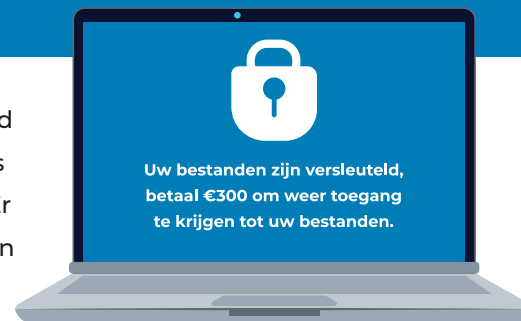 Uw bestanden zijn versleuteld,
betaal €300 om weer toegang
te krijgen tot uw bestanden.